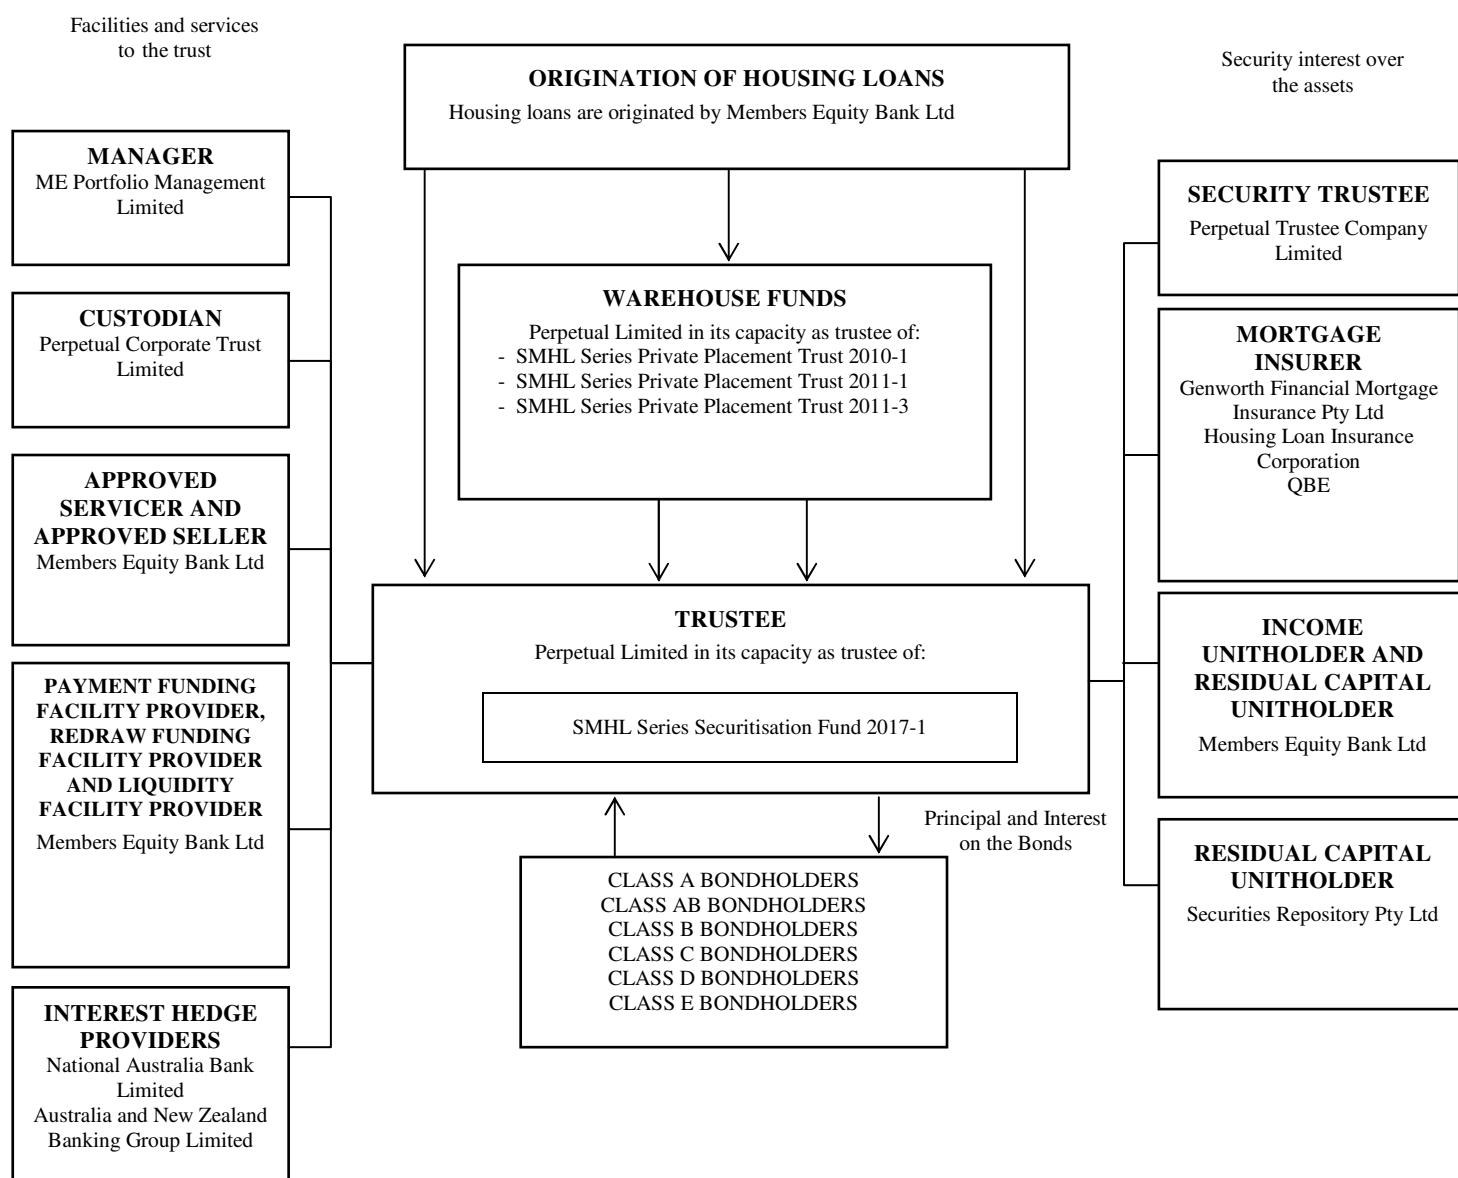 Facilities and services
to the trust
MANAGER
ME Portfolio Management
Limited
CUSTODIAN
Perpetual Corporate Trust
Limited
APPROVED
SERVICER AND
APPROVED SELLER
Members Equity Bank Ltd
PAYMENT FUNDING
FACILITY PROVIDER,
REDRAW FUNDING
FACILITY PROVIDER
AND LIQUIDITY
FACILITY PROVIDER
Members Equity Bank Ltd
INTEREST HEDGE
PROVIDERS
National Australia Bank
Limited
Australia and New Zealand
Banking Group Limited
ORIGINATION OF HOUSING LOANS
Housing loans are originated by Members Equity Bank Ltd
WAREHOUSE FUNDS
Perpetual Limited in its capacity as trustee of:
- SMHL Series Private Placement Trust 2010-1
- SMHL Series Private Placement Trust 2011-1
- SMHL Series Private Placement Trust 2011-3
TRUSTEE
Perpetual Limited in its capacity as trustee of:
SMHL Series Securitisation Fund 2017-1
Principal and Interest
on the Bonds
CLASS A BONDHOLDERS
CLASS AB BONDHOLDERS
CLASS B BONDHOLDERS
CLASS C BONDHOLDERS
CLASS D BONDHOLDERS
CLASS E BONDHOLDERS
Security interest over
the assets
SECURITY TRUSTEE
Perpetual Trustee Company
Limited
MORTGAGE
INSURER
Genworth Financial Mortgage
Insurance Pty Ltd
Housing Loan Insurance
Corporation
QBE
INCOME
UNITHOLDER AND
RESIDUAL CAPITAL
UNITHOLDER
Members Equity Bank Ltd
RESIDUAL CAPITAL
UNITHOLDER
Securities Repository Pty Ltd